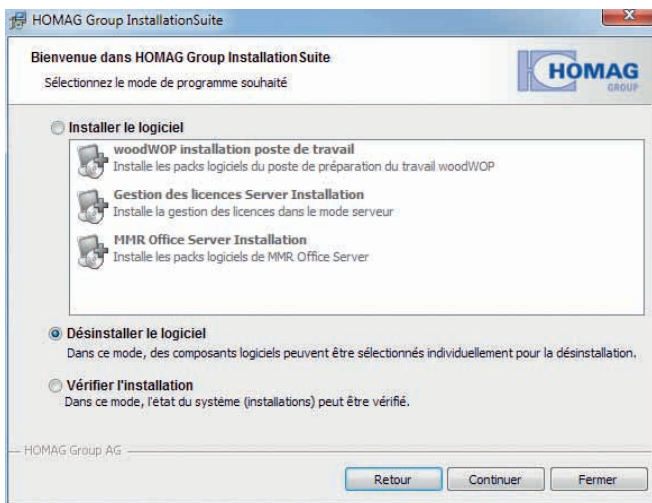 HOMAG Group InstallationSuite
Bienvenue dans HOMAG Group InstallationSuite
Sélectionnez le mode de programme souhaité
HOMAG
GROUP
Installer le logiciel
woodWOP installation poste de travail
Installe les packs logiciels du poste de préparation du travail woodWOP
Gestion des licences Server Installation
Installe la gestion des licences dans le mode serveur
MMR Office Server Installation
Installe les packs logiciels de MMR Office Server
Désinstaller le logiciel
Dans ce mode, des composants logiciels peuvent être sélectionnés individuellement pour la désinstallation.
Vérifier l'installation
Dans ce mode, l'état du système (installations) peut être vérifié.
HOMAG Group AG
Retour Continuer Fermer